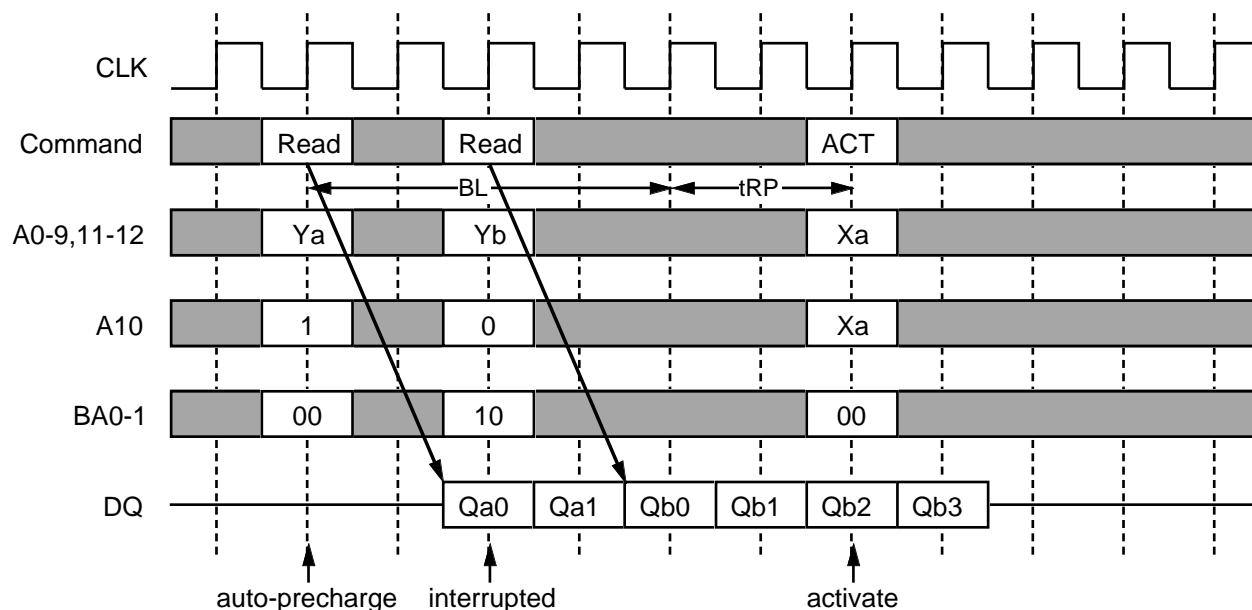 CLK
Command Read Read ACT
BL tRP
A0-9,11-12 Ya Yb Xa
A10 1 0 Xa
BA0-1 00 10 00
DQ Qa0 Qa1 Qb0 Qb1 Qb2 Qb3
auto-precharge interrupted activate